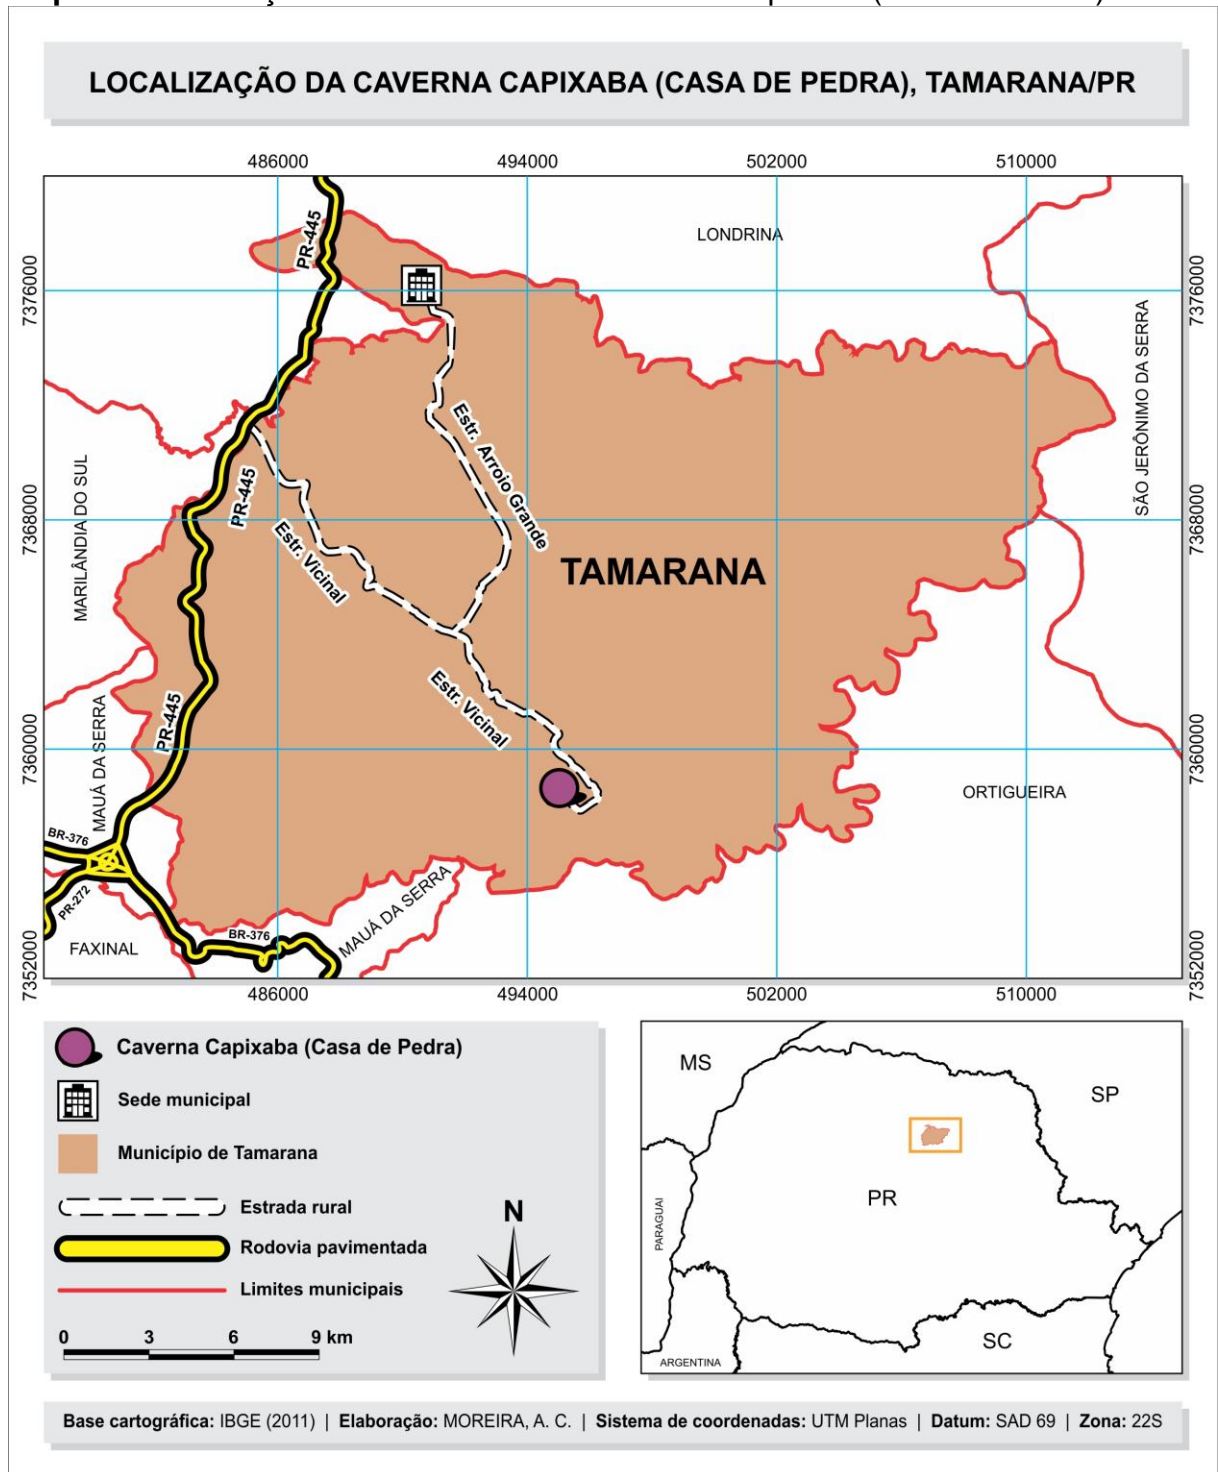 LOCALIZAÇÃO DA CAVERNA CAPIXABA (CASA DE PEDRA), TAMARANA/PR
486000 494000 502000 510000
PR-445
LONDRINA
7376000 7376000
SÃO JERÔNIMO DA SERRA
Estr. Arroio Grande
MARILÂNDIA DO SUL
PR-445
7368000 7368000
Estr. Vicinal
TAMARANA
Estr. Vicinal
MAUÁ DA SERRA
PR-445
7360000 7360000
ORTIGUEIRA
BR-376
PR-272
MAUÁ DA SERRA
FAXINAL
BR-376
7352000 7352000
486000 494000 502000 510000
Caverna Capixaba (Casa de Pedra)
Sede municipal
Município de Tamarana
Estrada rural
Rodovia pavimentada
Limites municipais
0 3 6 9 km
N
MS
SP
PR
PARAGUAI
SC
ARGENTINA
Base cartográfica: IBGE (2011) | Elaboração: MOREIRA, A. C. | Sistema de coordenadas: UTM Planas | Datum: SAD 69 | Zona: 22S